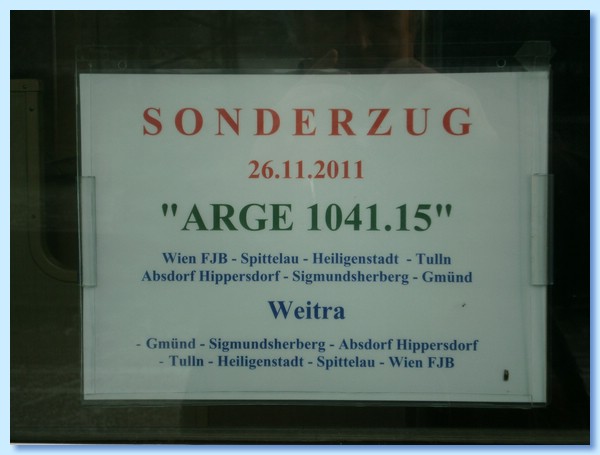 SONDERZUG
26.11.2011
"ARGE 1041.15"
Wien FJB - Spittelau - Heiligenstadt - Tulln
Absdorf Hippersdorf - Sigmundsherberg - Gmünd
Weitra
- Gmünd - Sigmundsherberg - Absdorf Hippersdorf
- Tulln - Heiligenstadt - Spittelau - Wien FJB